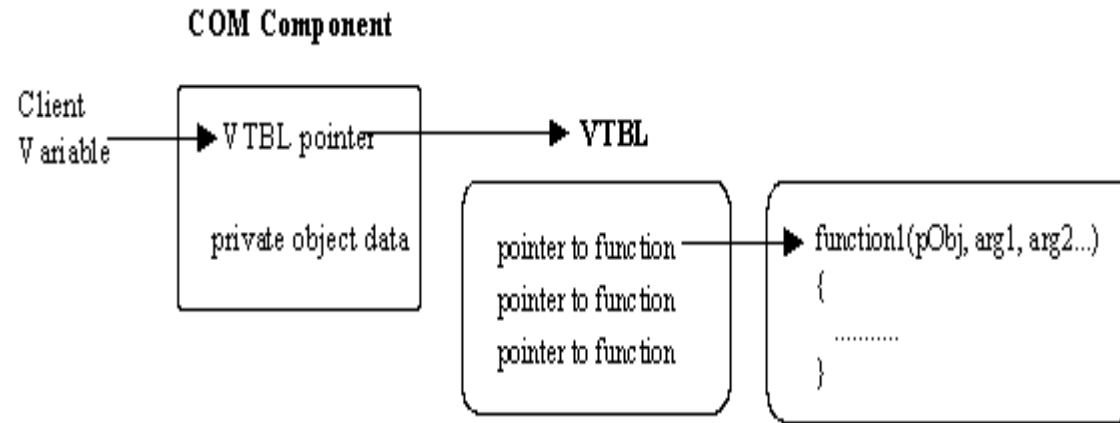 COM Component
Client
Variable
VTBL pointer
private object data
VTBL
pointer to function
pointer to function
pointer to function
function1(pObj, arg1, arg2...)
{
...........
}